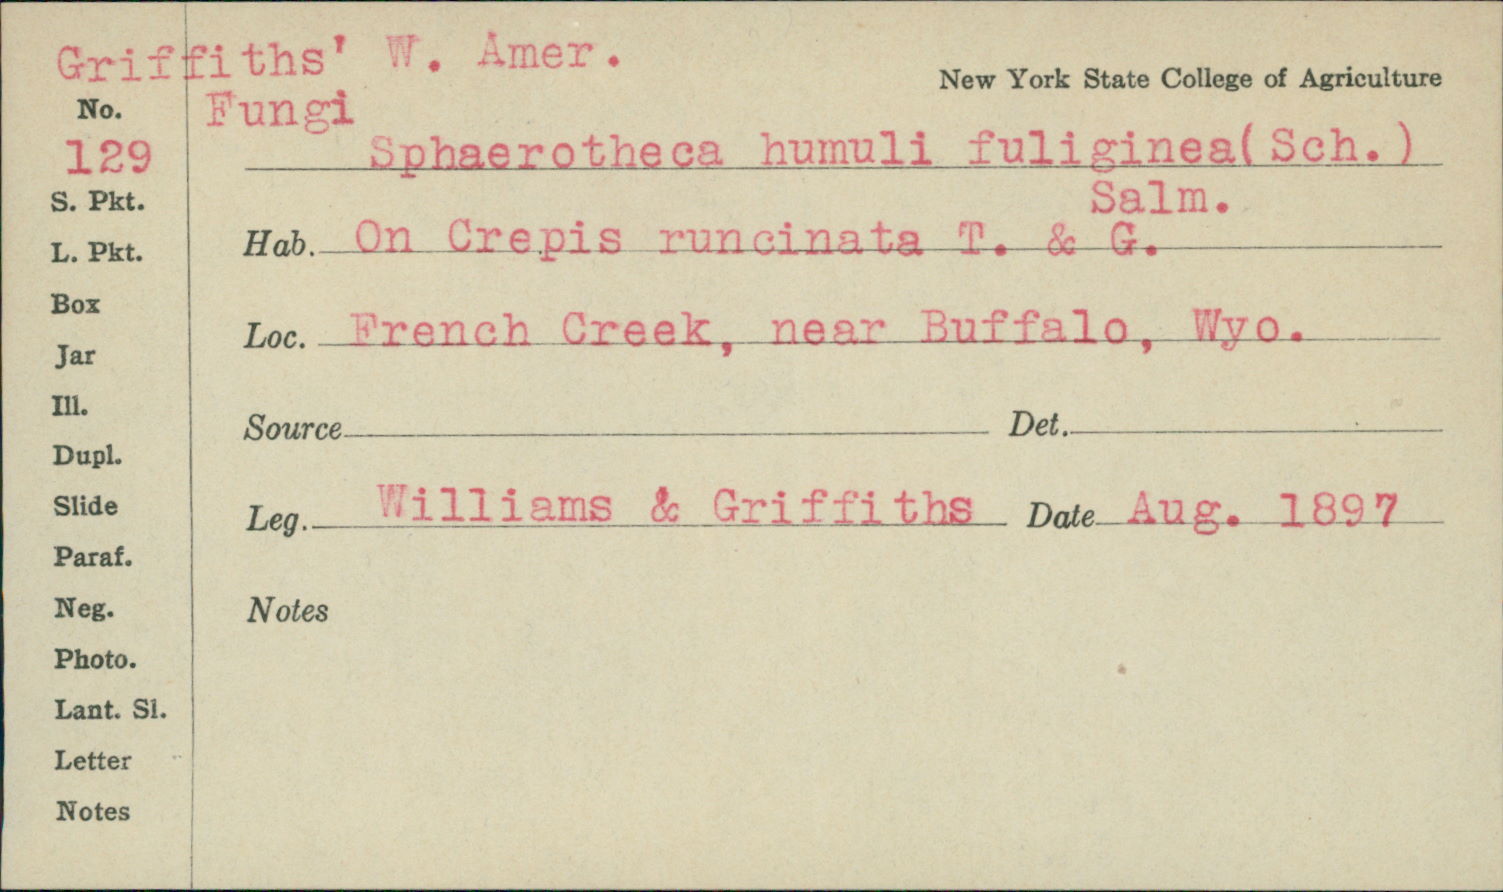 Griffiths' W. Amer.
New York State College of Agriculture
No. Fungi
129 Sphaerotheca humuli fuliginea(Sch.)
Salm.
S. Pkt.
Hab. On Crepis runcinata T. & G.
L. Pkt.
Box
Loc. French Creek, near Buffalo, Wyo.
Jar
Ill.
Source Det.
Dupl.
Slide
Leg. Williams & Griffiths Date Aug. 1897
Paraf.
Neg.
Notes
Photo.
Lant. Sl.
Letter
Notes